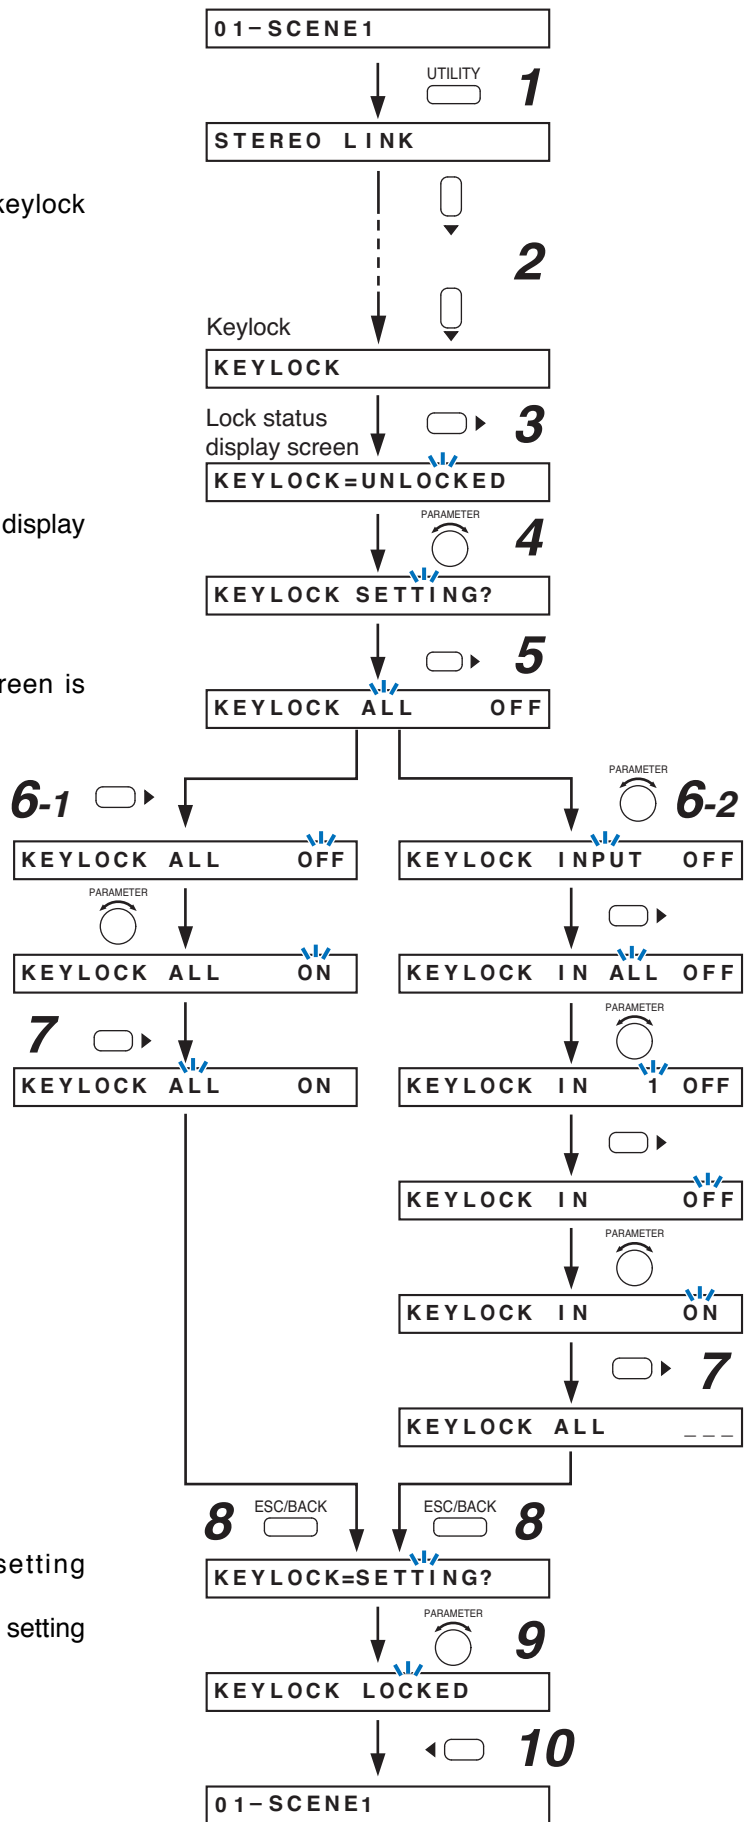 01-SCENE1
UTILITY
1
STEREO LINK
keylock
2
Keylock
KEYLOCK
Lock status
display screen
3
KEYLOCK=UNLOCKED
display
PARAMETER
4
KEYLOCK SETTING?
5
reen is
KEYLOCK ALL OFF
6-1
PARAMETER
6-2
KEYLOCK ALL OFF
KEYLOCK INPUT OFF
PARAMETER
KEYLOCK ALL ON
KEYLOCK IN ALL OFF
PARAMETER
7
KEYLOCK ALL ON
KEYLOCK IN 1 OFF
KEYLOCK IN OFF
PARAMETER
KEYLOCK IN ON
7
KEYLOCK ALL _ _ _
8 ESC/BACK
ESC/BACK 8
setting
KEYLOCK=SETTING?
setting
PARAMETER
9
KEYLOCK LOCKED
10
01-SCENE1